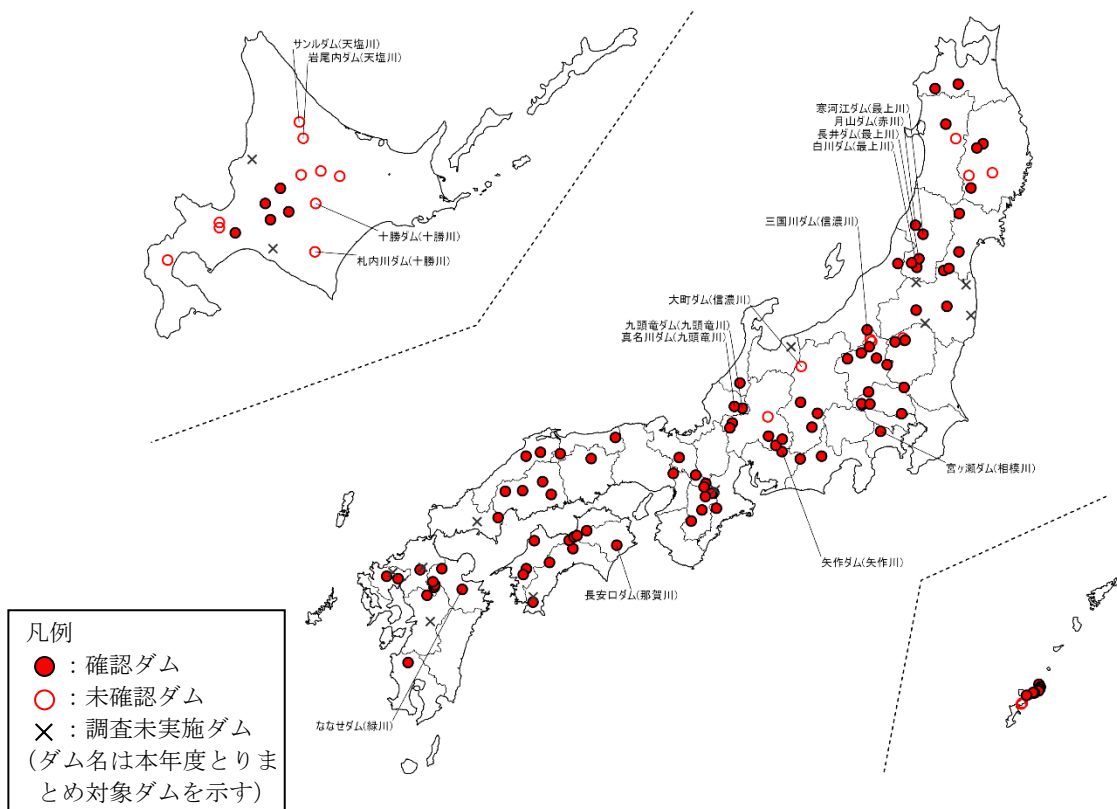 サンルダム(天塩川)
岩尾内ダム(天塩川)
十勝ダム(十勝川)
札内川ダム(十勝川)
寒河江ダム(最上川)
月山ダム(赤川)
長井ダム(最上川)
白川ダム(最上川)
三国川ダム(信濃川)
大町ダム(信濃川)
九頭竜ダム(九頭竜川)
真名川ダム(九頭竜川)
宮ヶ瀬ダム(相模川)
矢作ダム(矢作川)
長安口ダム(那賀川)
ななせダム(緑川)
凡例
：確認ダム
：未確認ダム
：調査未実施ダム
(ダム名は本年度とりま
とめ対象ダムを示す)